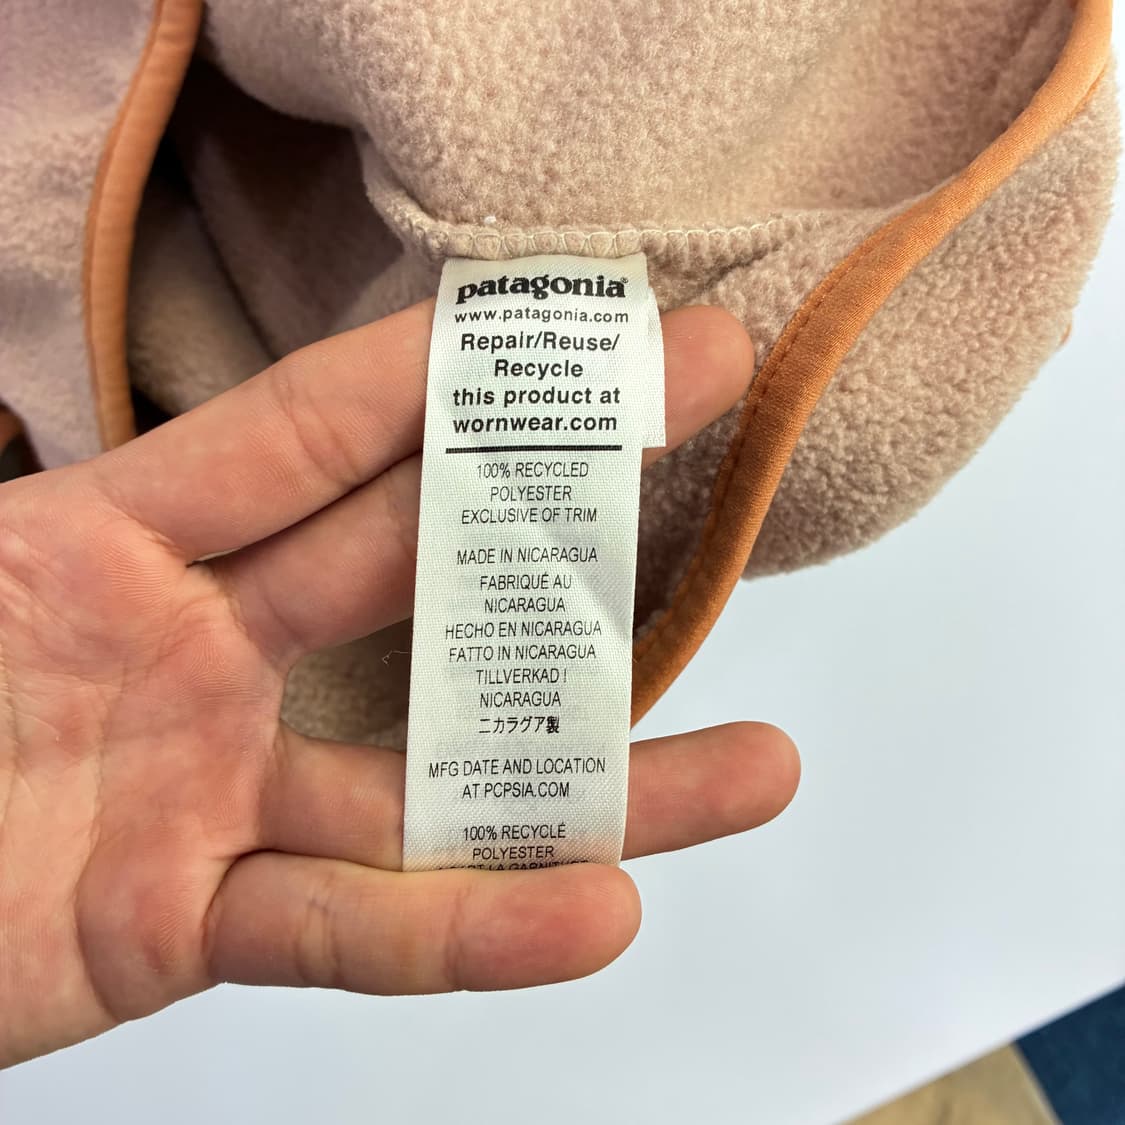 patagonia®
www.patagonia.com
Repair/Reuse/
Recycle
this product at
wornwear.com
100% RECYCLED
POLYESTER
EXCLUSIVE OF TRIM
MADE IN NICARAGUA
FABRIQUÉ AU
NICARAGUA
HECHO EN NICARAGUA
FATTO IN NICARAGUA
TILLVERKAD I
NICARAGUA
ニカラグア製
MFG DATE AND LOCATION
AT PCPSIA.COM
100% RECYCLÉ
POLYESTER
LA GARNITURE